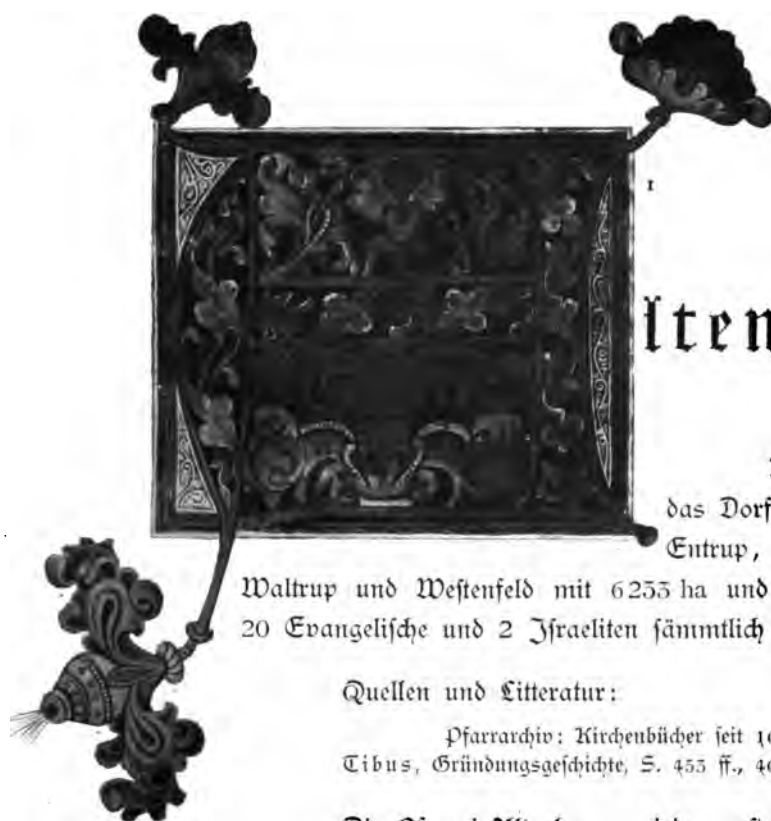 1
lten
das Dorf
Entrup,
Waltrup und Weſtenfeld mit 6233 ha und
20 Evangeliſche und 2 Iſraeliten ſämmtlich
Quellen und Litteratur:
Pfarrarchiv: Kirchenbücher ſeit
Tibus, Gründungsgeſchichte, S. 453 ff.,